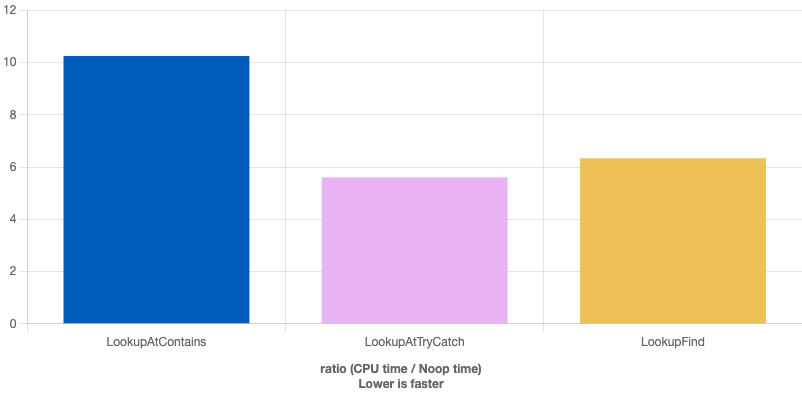 12
10
8
6
4
2
0
LookupAtContains LookupAtTryCatch LookupFind
ratio (CPU time / Noop time)
Lower is faster